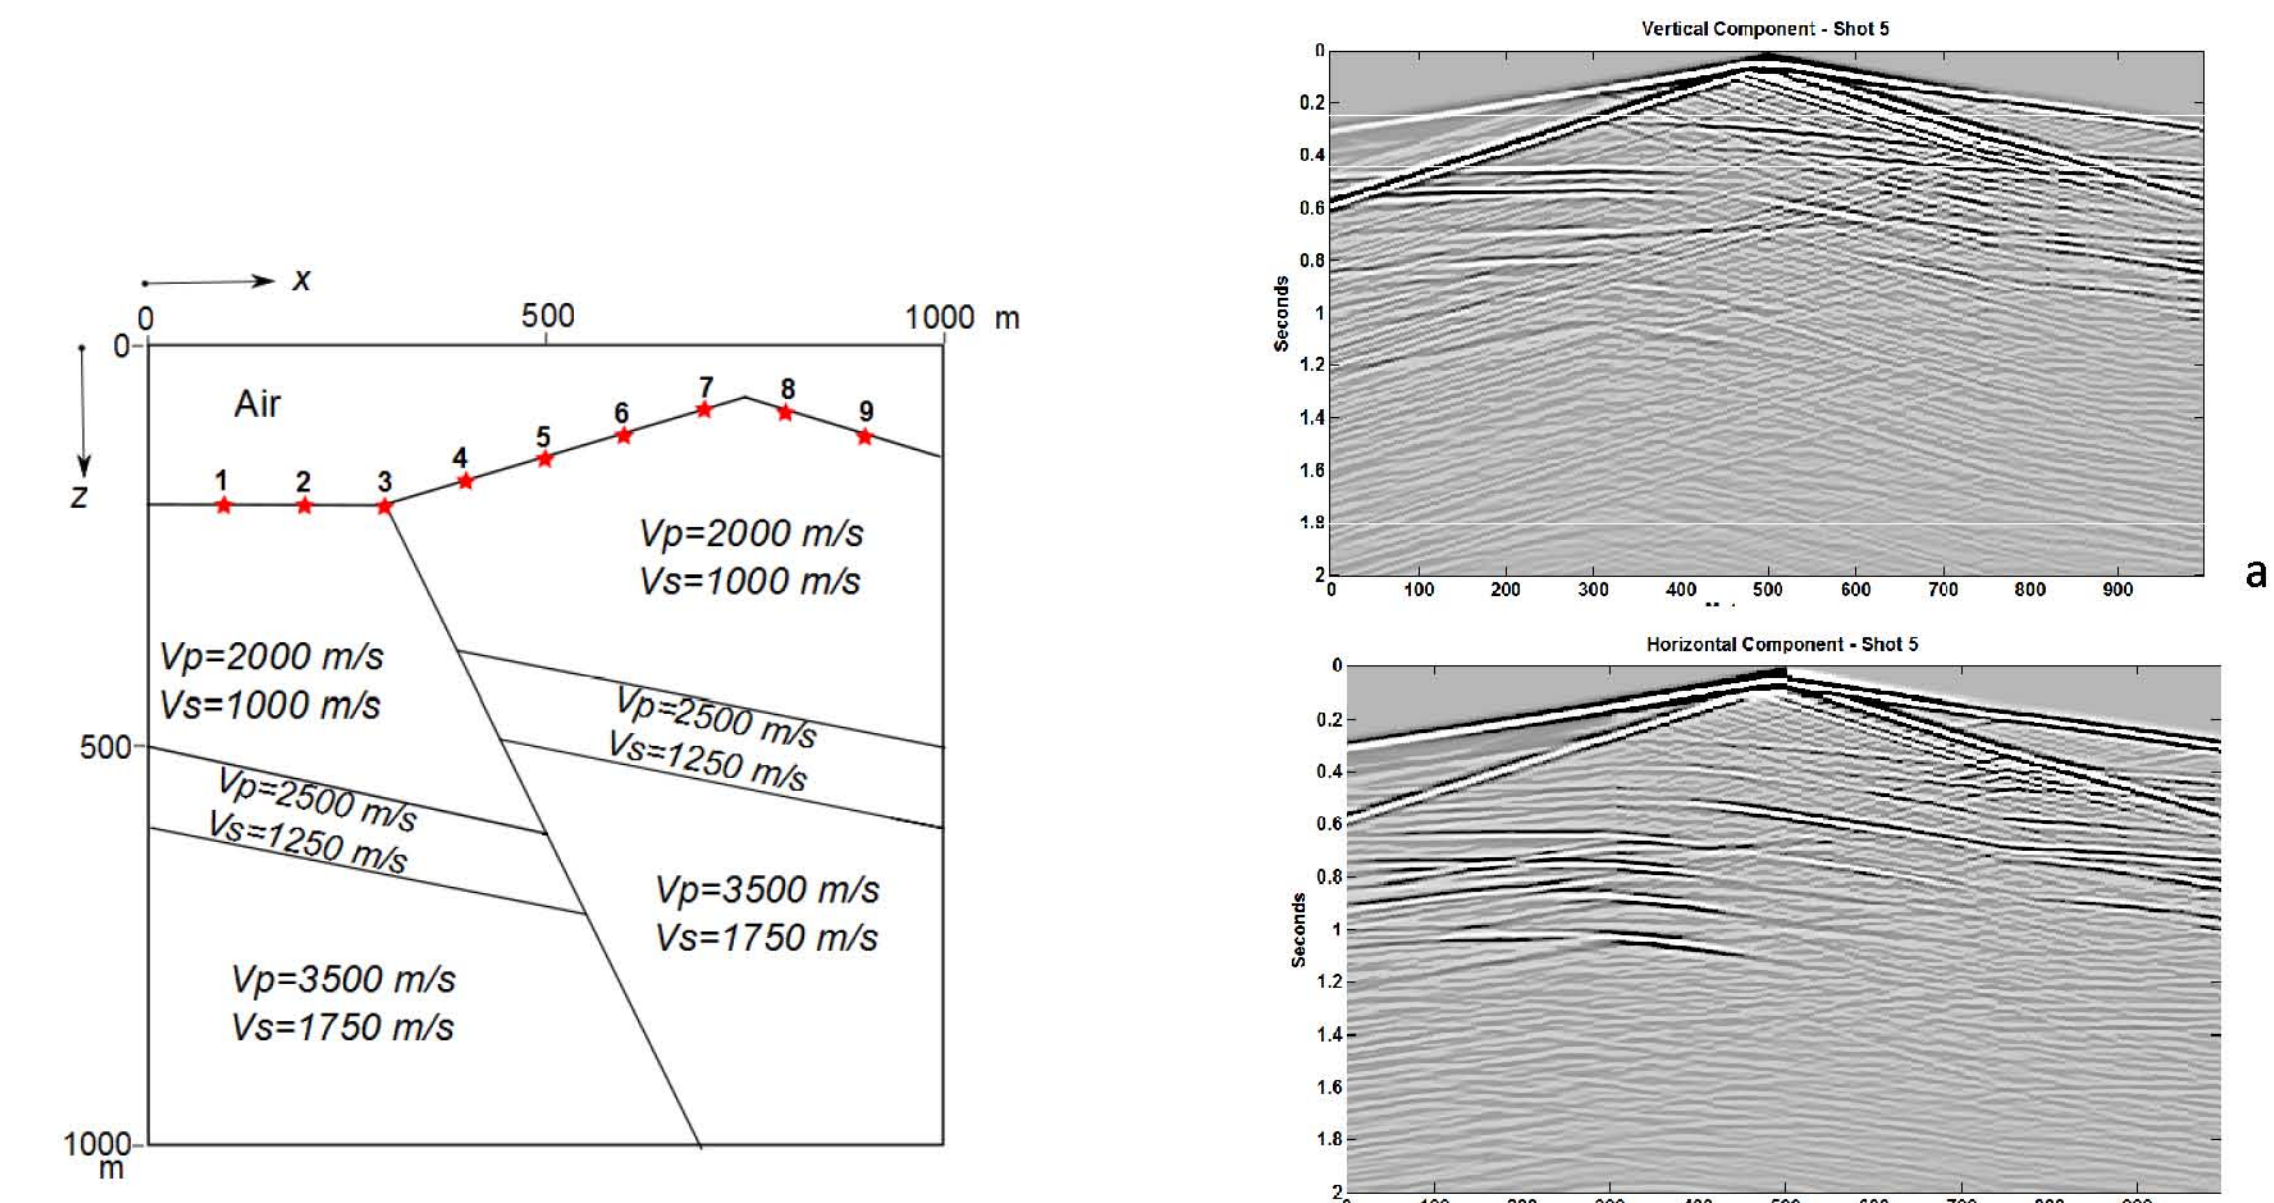 x
0
500
1000 m
0
Air
z
1
2
3
4
5
6
7
8
9
Vp=2000 m/s
Vs=1000 m/s
Vp=2000 m/s
Vs=1000 m/s
500
Vp=2500 m/s
Vs=1250 m/s
Vp=2500 m/s
Vs=1250 m/s
Vp=3500 m/s
Vs=1750 m/s
Vp=3500 m/s
Vs=1750 m/s
1000
m
Vertical Component - Shot 5
0
0.2
0.4
0.6
0.8
1
1.2
1.4
1.6
1.8
2
Seconds
0 100 200 300 400 500 600 700 800 900
a
Horizontal Component - Shot 5
0
0.2
0.4
0.6
0.8
1
1.2
1.4
1.6
1.8
2
Seconds